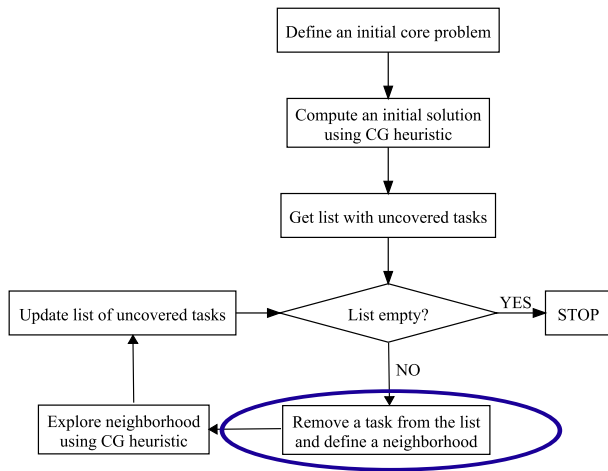 Define an initial core problem
Compute an initial solution
using CG heuristic
Get list with uncovered tasks
Update list of uncovered tasks
List empty?
YES
STOP
NO
Explore neighborhood
using CG heuristic
Remove a task from the list
and define a neighborhood